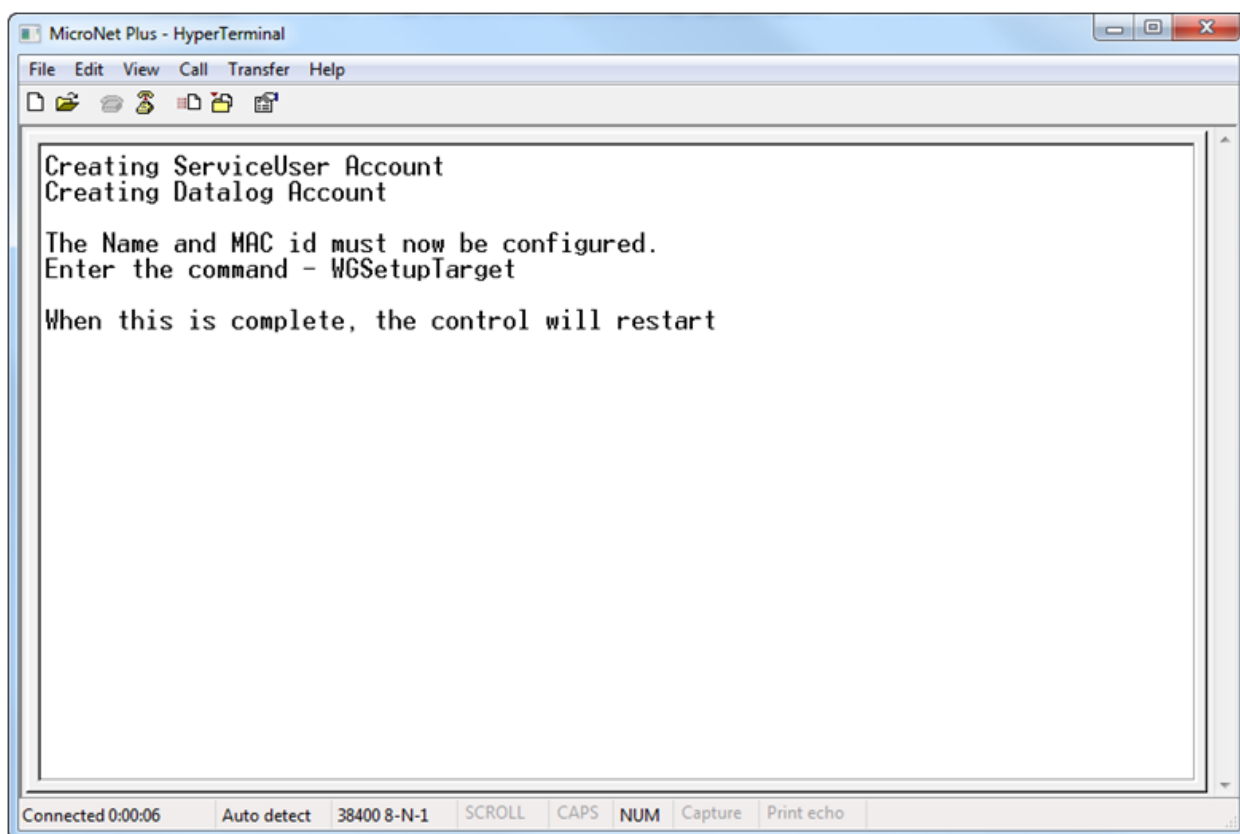 MicroNet Plus - HyperTerminal
File Edit View Call Transfer Help
Creating ServiceUser Account
Creating Datalog Account
The Name and MAC id must now be configured.
Enter the command - WGSetupTarget
When this is complete, the control will restart
Connected 0:00:06 Auto detect 38400 8-N-1 SCROLL CAPS NUM Capture Print echo